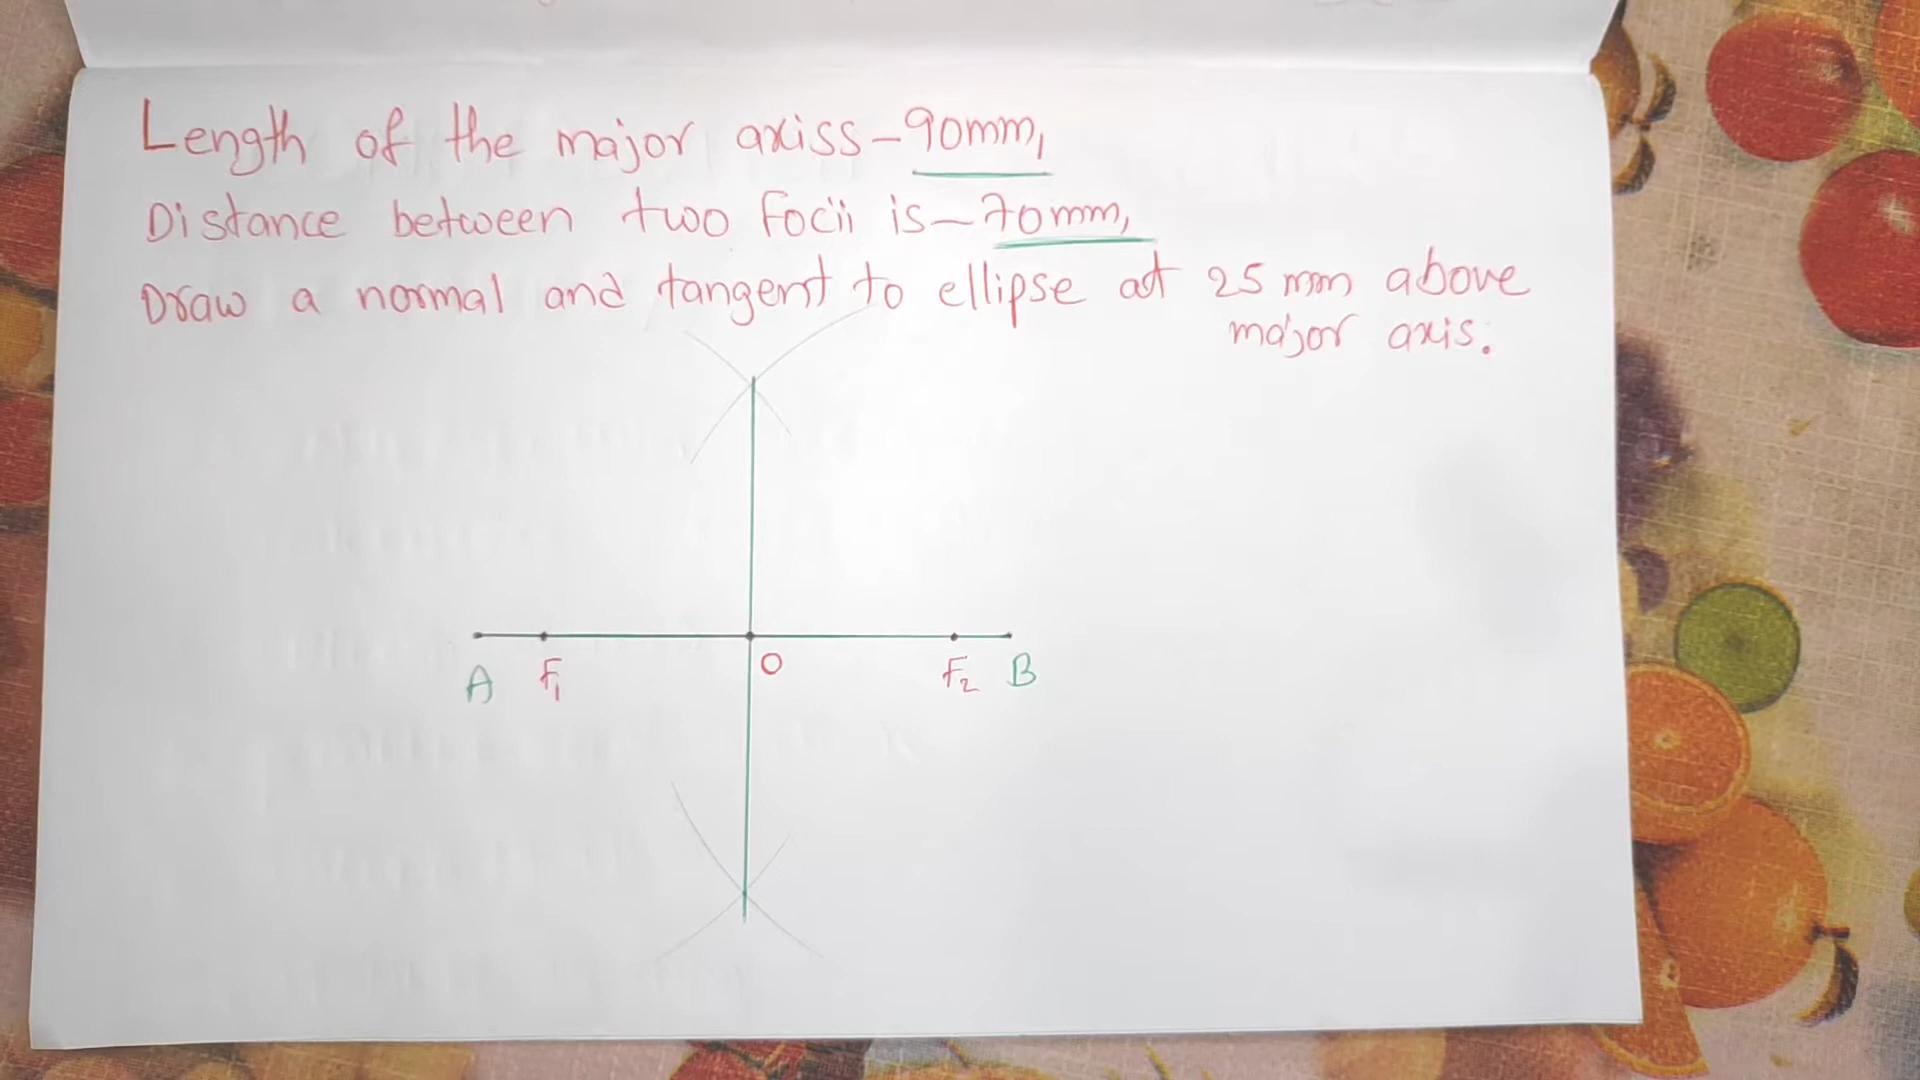 Length of the major axiss-90mm,
Distance between two Focii is-70mm,
Draw a normal and tangent to ellipse at 25 mm above
major axis.
O
A F1 F2 B